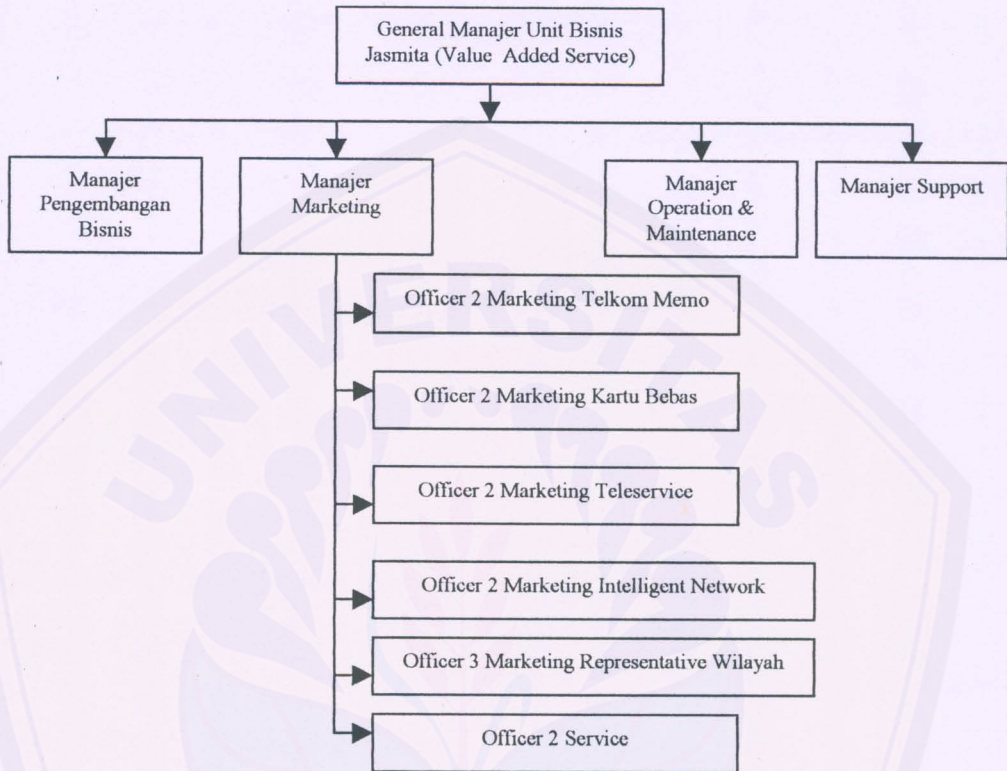 General Manajer Unit Bisnis
Jasmita (Value Added Service)
Manajer
Pengembangan
Bisnis
Manajer
Marketing
Manajer
Operation &
Maintenance
Manajer Support
Officer 2 Marketing Telkom Memo
Officer 2 Marketing Kartu Bebas
Officer 2 Marketing Teleservice
Officer 2 Marketing Intelligent Network
Officer 3 Marketing Representative Wilayah
Officer 2 Service
UNIVERSITAS